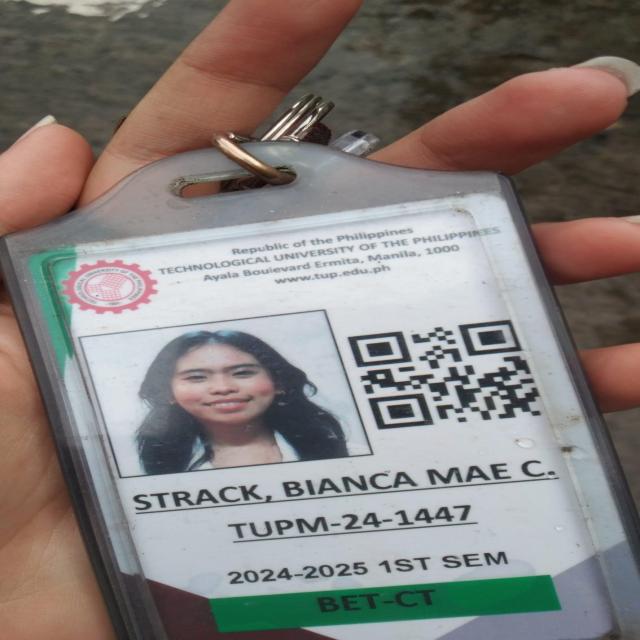 Republic of the Philippines
TECHNOLOGICAL UNIVERSITY OF THE PHILIPPINES
Ayala Boulevard Ermita, Manila, 1000
www.tup.edu.ph
STRACK, BIANCA MAE C.
TUPM-24-1447
2024-2025 1ST SEM
BET-CT